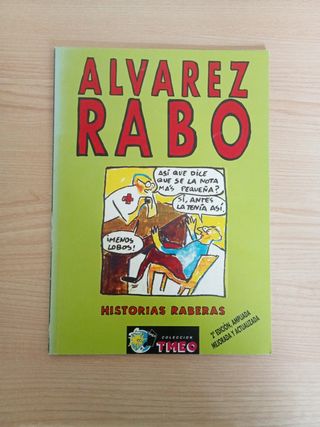 ALVAREZ
RABO
ASÍ QUE DICE
QUE SE LA NOTA
MÁS PEQUEÑA?
SÍ, ANTES
LA TENÍA ASÍ
¡MENOS
LOBOS!
HISTORIAS RABERAS
COLECCION
TMEO
2ª EDICIÓN, AMPLIADA
MEJORADA Y ACTUALIZADA